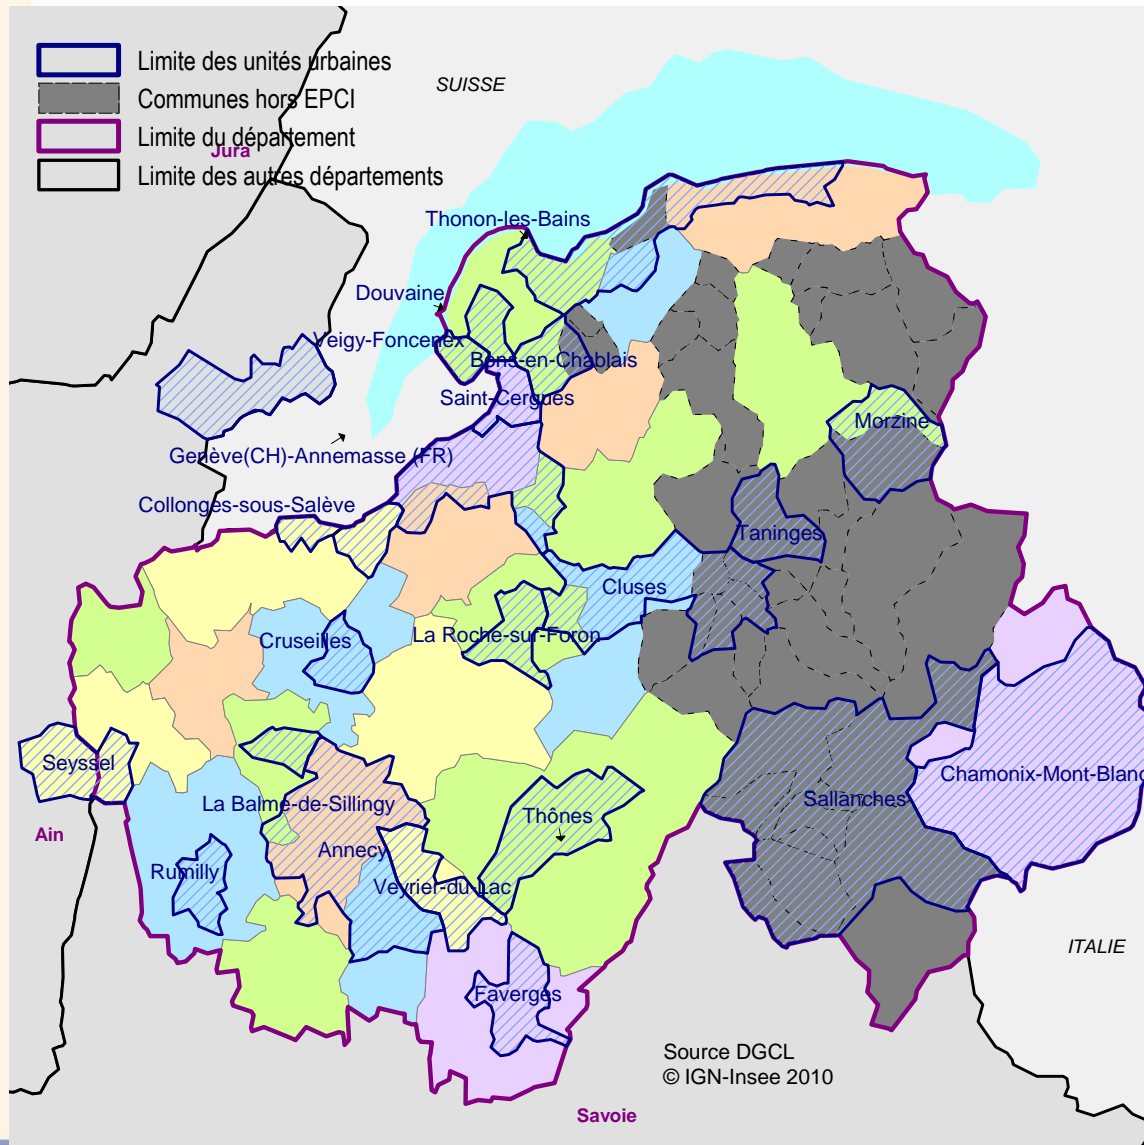 Limite des unités urbaines
SUISSE
Communes hors EPCI
Limite du département
Jura
Limite des autres départements
Thonon-les-Bains
Douvaine
Veigy-Foncenex
Bons-en-Chablais
Saint-Cergues
Morzine
Genève(CH)-Annemasse (FR)
Collonges-sous-Salève
Taninges
Cluses
Cruseilles
La Roche-sur-Foron
Seyssel
Chamonix-Mont-Blanc
Sallanches
La Balme-de-Sillingy
Thônes
Ain
Annecy
Rumilly
Veyrier-du-Lac
ITALIE
Faverges
Source DGCL
© IGN-Insee 2010
Savoie